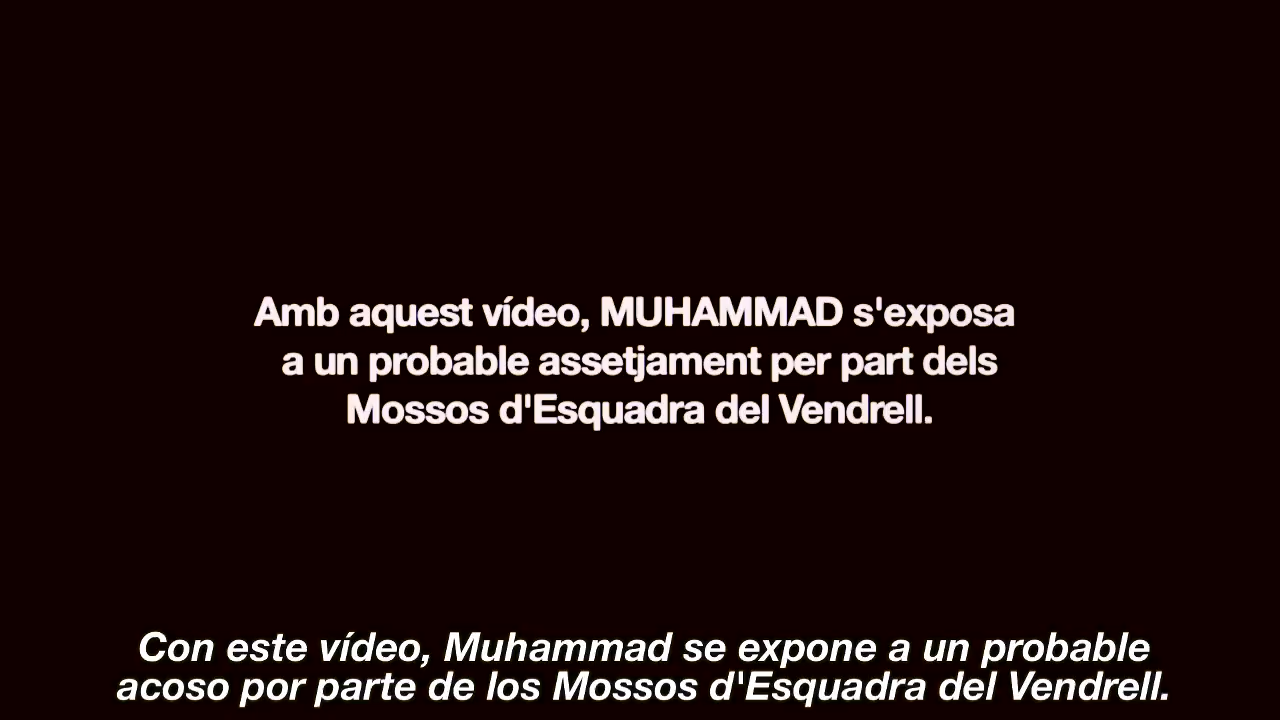 Amb aquest vídeo, MUHAMMAD s'exposa
a un probable assetjament per part dels
Mossos d'Esquadra del Vendrell.
Con este vídeo, Muhammad se expone a un probable
acoso por parte de los Mossos d'Esquadra del Vendrell.